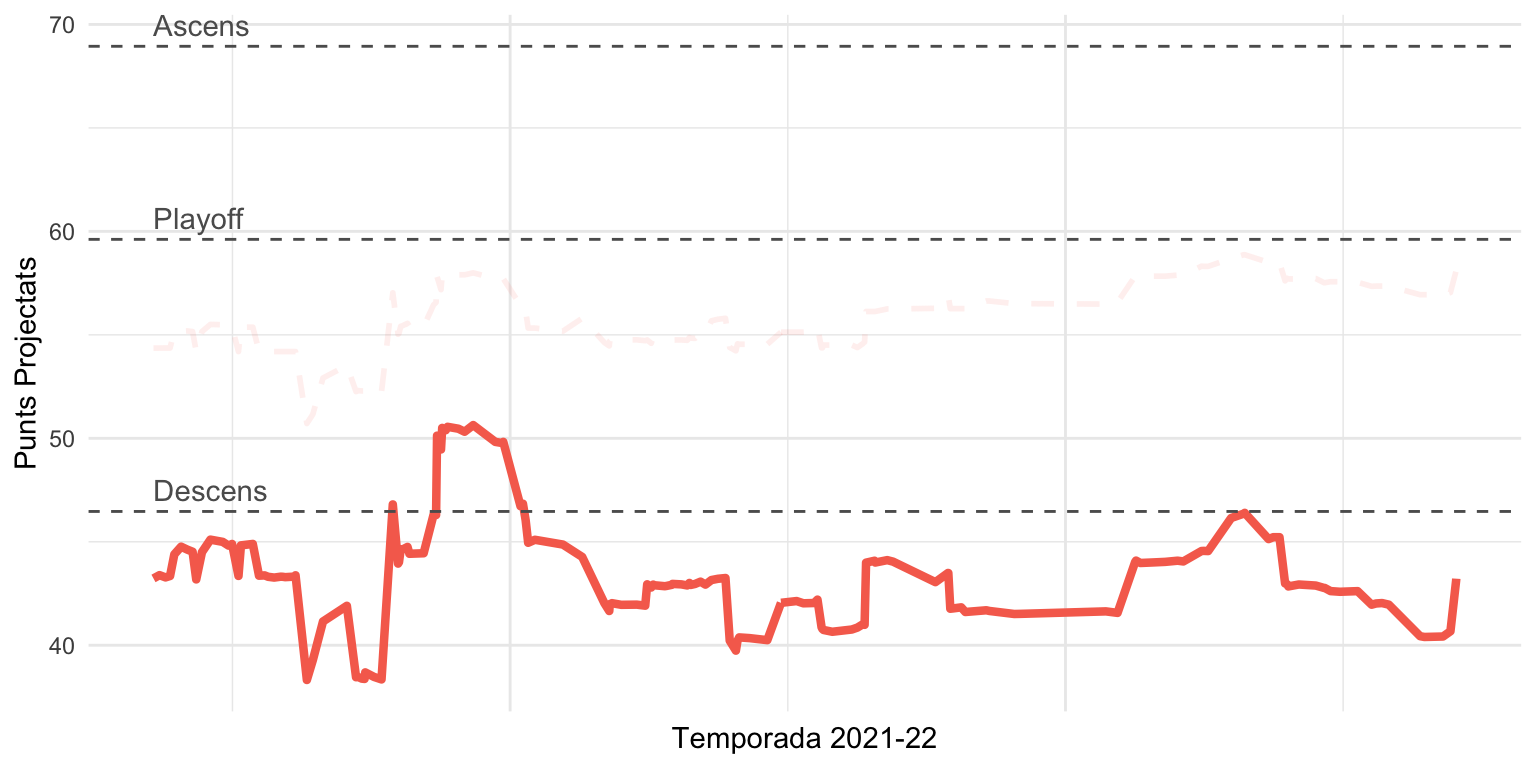 70
Ascens
Playoff
60
Punts Projectats
50
Descens
40
Temporada 2021-22